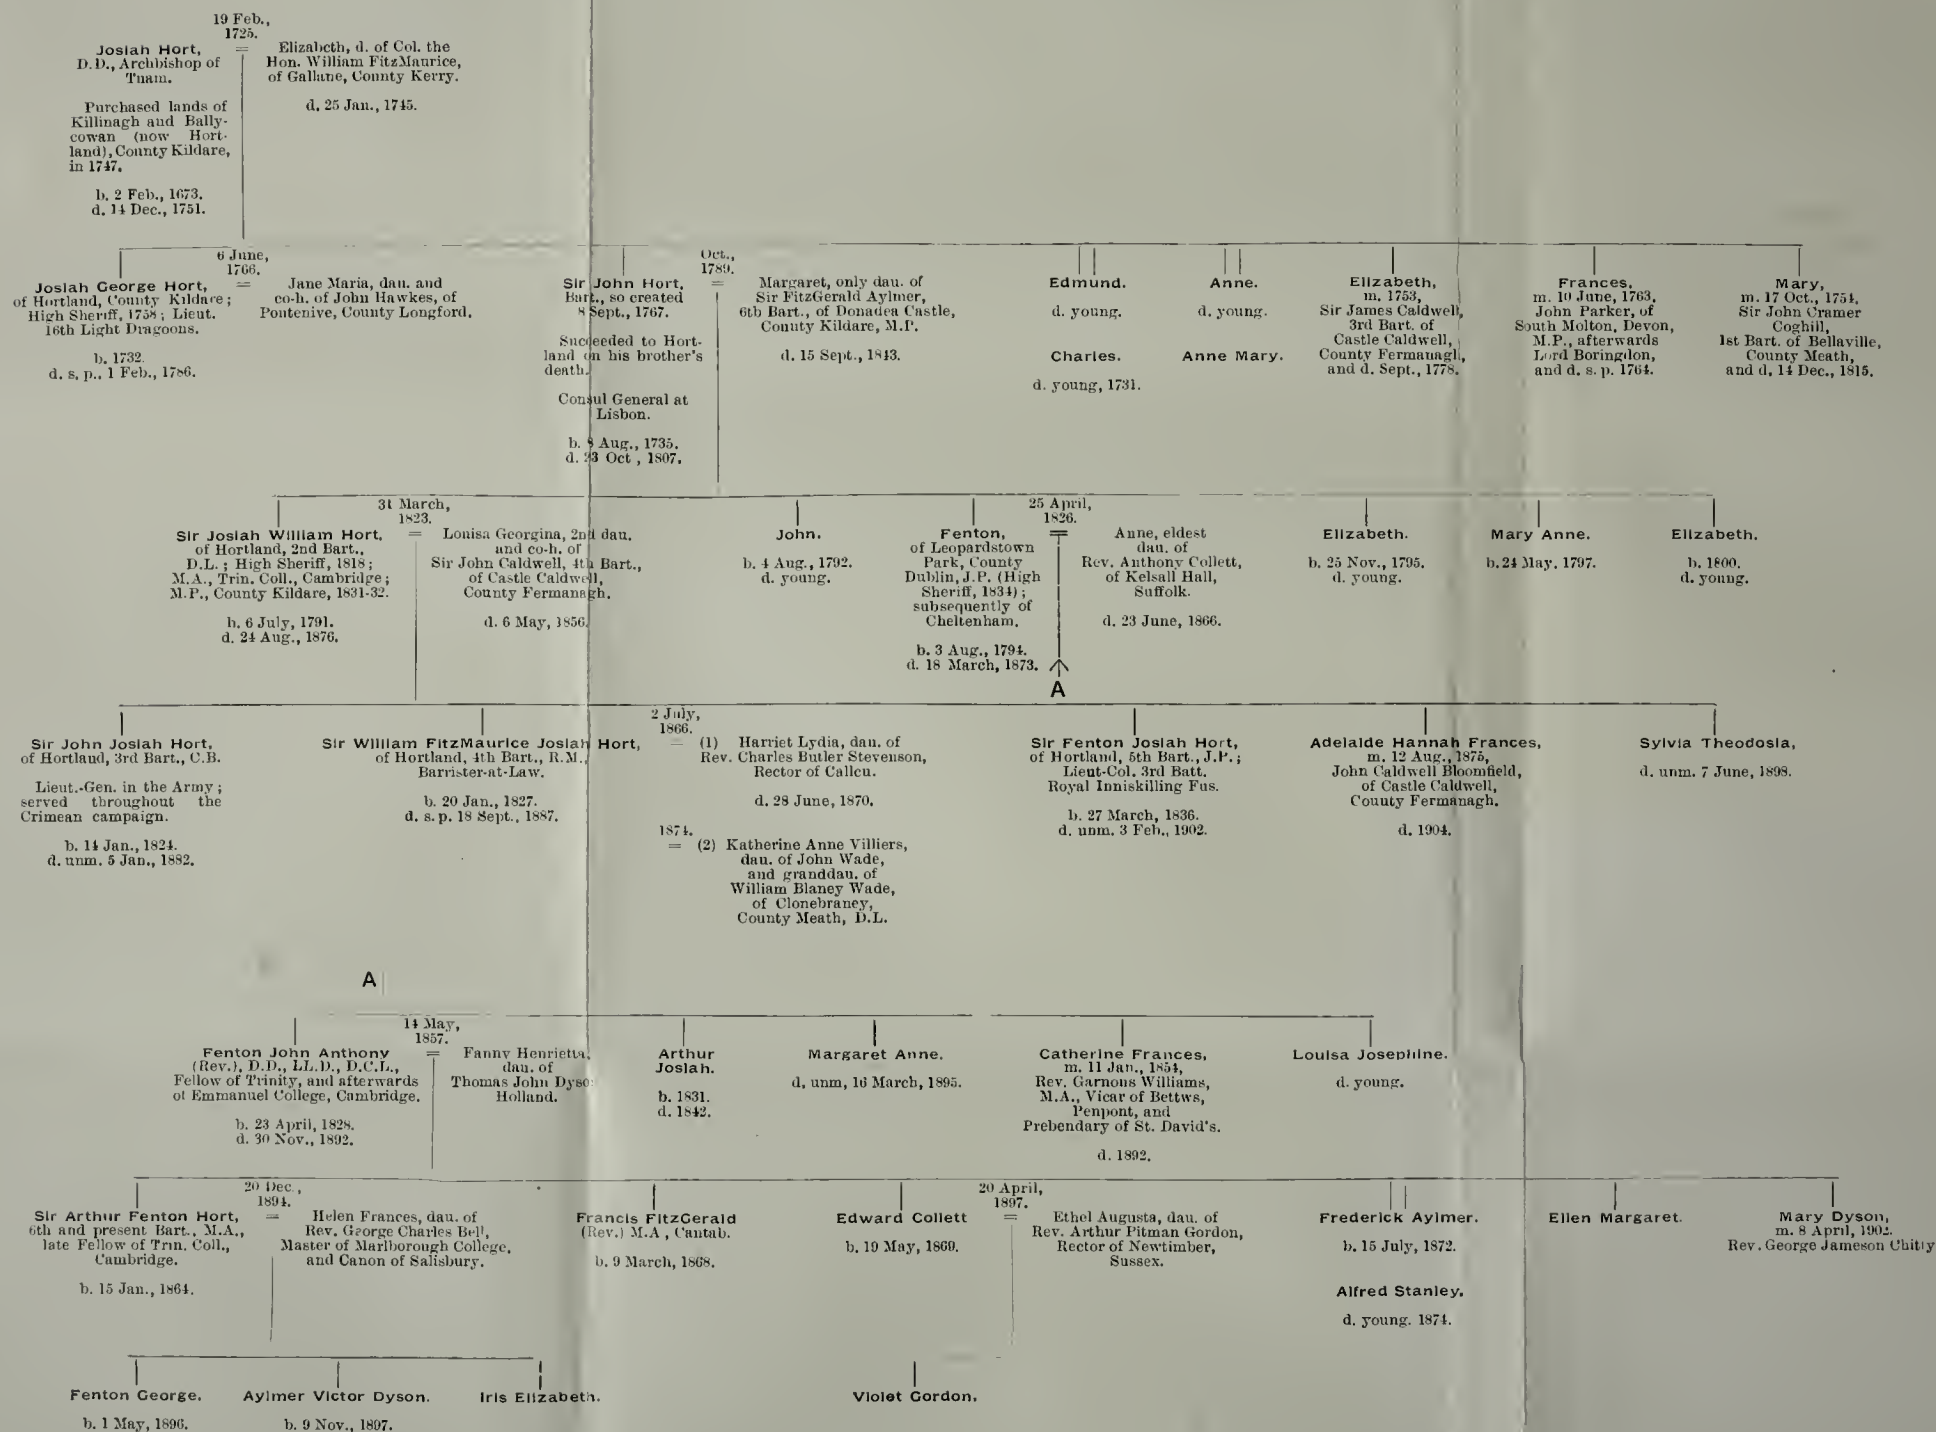 19 Feb.,
1725.
Josiah Hort,
D.D., Archbishop of
Tuam.
Purchased lands of
Killinagh and Bally-
cowan (now Hort-
land), County Kildare,
in 1747.
b. 2 Feb., 1673.
d. 14 Dec., 1751.
=
Elizabeth, d. of Col. the
Hon. William FitzMaurice,
of Gallane, County Kerry.
d. 25 Jan., 1745.
Josiah George Hort,
of Hortland, County Kildare;
High Sheriff, 1758; Lieut.
16th Light Dragoons.
b. 1732.
d. s. p., 1 Feb., 1786.
6 June,
1766.
=
Jane Maria, dau. and
co-h. of John Hawkes, of
Pontenive, County Longford.
Sir John Hort,
Bart., so created
8 Sept., 1767.
Succeeded to Hort-
land on his brother's
death.
Consul General at
Lisbon.
b. 8 Aug., 1735.
d. 23 Oct., 1807.
Oct.,
1789.
=
Margaret, only dau. of
Sir FitzGerald Aylmer,
6th Bart., of Donadea Castle,
County Kildare, M.P.
d. 15 Sept., 1843.
Edmund.
d. young.
Charles.
d. young, 1731.
Anne.
d. young.
Anne Mary.
Elizabeth,
m. 1753,
Sir James Caldwell,
3rd Bart. of
Castle Caldwell,
County Fermanagh,
and d. Sept., 1778.
Frances,
m. 10 June, 1763,
John Parker, of
South Molton, Devon,
M.P., afterwards
Lord Boringdon,
and d. s. p. 1764.
Mary,
m. 17 Oct., 1754,
Sir John Cramer
Coghill,
1st Bart. of Bellaville,
County Meath,
and d. 14 Dec., 1815.
Sir Josiah William Hort,
of Hortland, 2nd Bart.,
D.L.; High Sheriff, 1818;
M.A., Trin. Coll., Cambridge;
M.P., County Kildare, 1831-32.
b. 6 July, 1791.
d. 24 Aug., 1876.
31 March,
1823.
=
Louisa Georgina, 2nd dau.
and co-h. of
Sir John Caldwell, 4th Bart.,
of Castle Caldwell,
County Fermanagh.
d. 6 May, 1856.
John.
b. 4 Aug., 1792.
d. young.
Fenton,
of Leopardstown
Park, County
Dublin, J.P. (High
Sheriff, 1834);
subsequently of
Cheltenham.
b. 3 Aug., 1794.
d. 18 March, 1873.
25 April,
1826.
=
A
Anne, eldest
dau. of
Rev. Anthony Collett,
of Kelsall Hall,
Suffolk.
d. 23 June, 1866.
Elizabeth.
b. 25 Nov., 1795.
d. young.
Mary Anne.
b. 24 May, 1797.
Elizabeth.
b. 1800.
d. young.
Sir John Josiah Hort,
of Hortland, 3rd Bart., C.B.
Lieut.-Gen. in the Army;
served throughout the
Crimean campaign.
b. 14 Jan., 1824.
d. unm. 5 Jan., 1882.
Sir William FitzMaurice Josiah Hort,
of Hortland, 4th Bart., R.M.,
Barrister-at-Law.
b. 20 Jan., 1827.
d. s. p. 18 Sept., 1887.
2 July,
1866.
= (1) Harriet Lydia, dau. of
Rev. Charles Butler Stevenson,
Rector of Callcu.
d. 28 June, 1870.
1874.
= (2) Katherine Anne Villiers,
dau. of John Wade,
and granddau. of
William Blaney Wade,
of Clonebraney,
County Meath, D.L.
Sir Fenton Josiah Hort,
of Hortland, 5th Bart., J.P.;
Lieut-Col. 3rd Batt.
Royal Inniskilling Fus.
b. 27 March, 1836.
d. unm. 3 Feb., 1902.
Adelaide Hannah Frances,
m. 12 Aug., 1875,
John Caldwell Bloomfield,
of Castle Caldwell,
County Fermanagh.
d. 1904.
Sylvia Theodosia,
d. unm. 7 June, 1898.
A
Fenton John Anthony
(Rev.), D.D., LL.D., D.C.L.,
Fellow of Trinity, and afterwards
of Emmanuel College, Cambridge.
b. 23 April, 1828.
d. 30 Nov., 1892.
14 May,
1857.
=
Fanny Henrietta,
dau. of
Thomas John Dyso
Holland.
Arthur
Josiah.
b. 1831.
d. 1842.
Margaret Anne.
d. unm, 16 March, 1895.
Catherine Frances,
m. 11 Jan., 1854,
Rev. Garnons Williams,
M.A., Vicar of Bettws,
Penpont, and
Prebendary of St. David's.
d. 1892.
Louisa Josephine.
d. young.
Sir Arthur Fenton Hort,
6th and present Bart., M.A.,
late Fellow of Trin. Coll.,
Cambridge.
b. 15 Jan., 1864.
20 Dec.,
1894.
=
Helen Frances, dau. of
Rev. George Charles Bell,
Master of Marlborough College,
and Canon of Salisbury.
Francis FitzGerald
(Rev.) M.A., Cantab.
b. 9 March, 1868.
Edward Collett
b. 19 May, 1869.
20 April,
1897.
=
Ethel Augusta, dau. of
Rev. Arthur Pitman Gordon,
Rector of Newtimber,
Sussex.
Frederick Aylmer.
b. 15 July, 1872.
Alfred Stanley.
d. young. 1874.
Ellen Margaret.
Mary Dyson,
m. 8 April, 1902.
Rev. George Jameson Chitty
Fenton George.
b. 1 May, 1896.
Aylmer Victor Dyson.
b. 9 Nov., 1897.
Iris Elizabeth.
Violet Gordon.